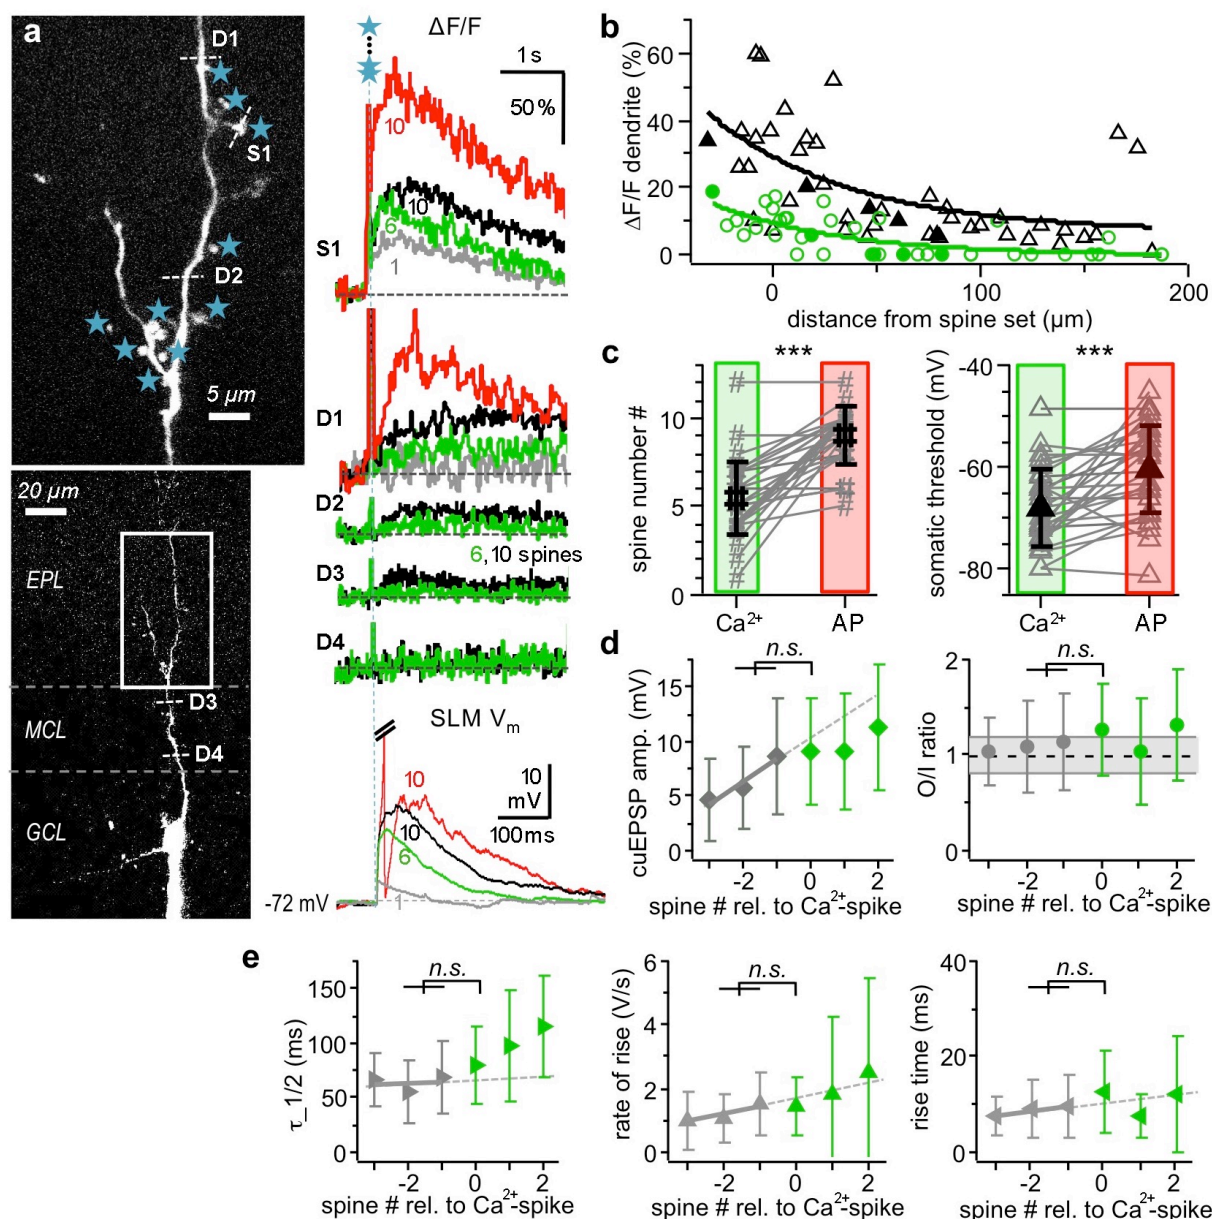 a
D1
S1
D2
5 µm
20 µm
EPL
D3
MCL
D4
GCL
ΔF/F
1 s
50 %
10
10
6
1
S1
D1
D2
6,10 spines
D3
D4
SLM Vm
10
10
6
1
10
mV
100 ms
-72 mV
b
ΔF/F dendrite (%)
60
40
20
0
0
100
200
distance from spine set (µm)
c
***
spine number #
10
5
0
Ca2+
AP
***
somatic threshold (mV)
-40
-60
-80
Ca2+
AP
d
n.s.
cuEPSP amp. (mV)
15
10
5
0
-2
0
2
spine # rel. to Ca2+-spike
n.s.
O/I ratio
2
1
0
-2
0
2
spine # rel. to Ca2+-spike
e
n.s.
τ_1/2 (ms)
150
100
50
0
-2
0
2
spine # rel. to Ca2+-spike
n.s.
rate of rise (V/s)
6
4
2
0
-2
0
2
spine # rel. to Ca2+-spike
n.s.
rise time (ms)
40
20
0
-2
0
2
spine # rel. to Ca2+-spike